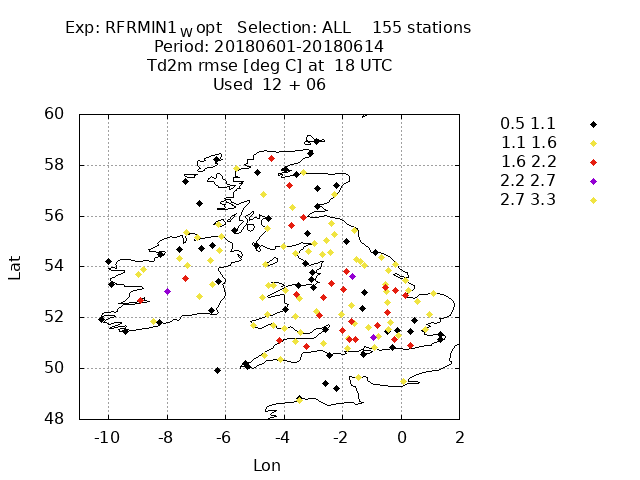 Exp: RFRMIN1_W opt   Selection: ALL    155 stations
Period: 20180601-20180614
Td2m rmse [deg C] at  18 UTC
Used  12 + 06
0.5 1.1
1.1 1.6
1.6 2.2
2.2 2.7
2.7 3.3
60
58
56
54
52
50
48
Lat
-10 -8 -6 -4 -2 0 2
Lon